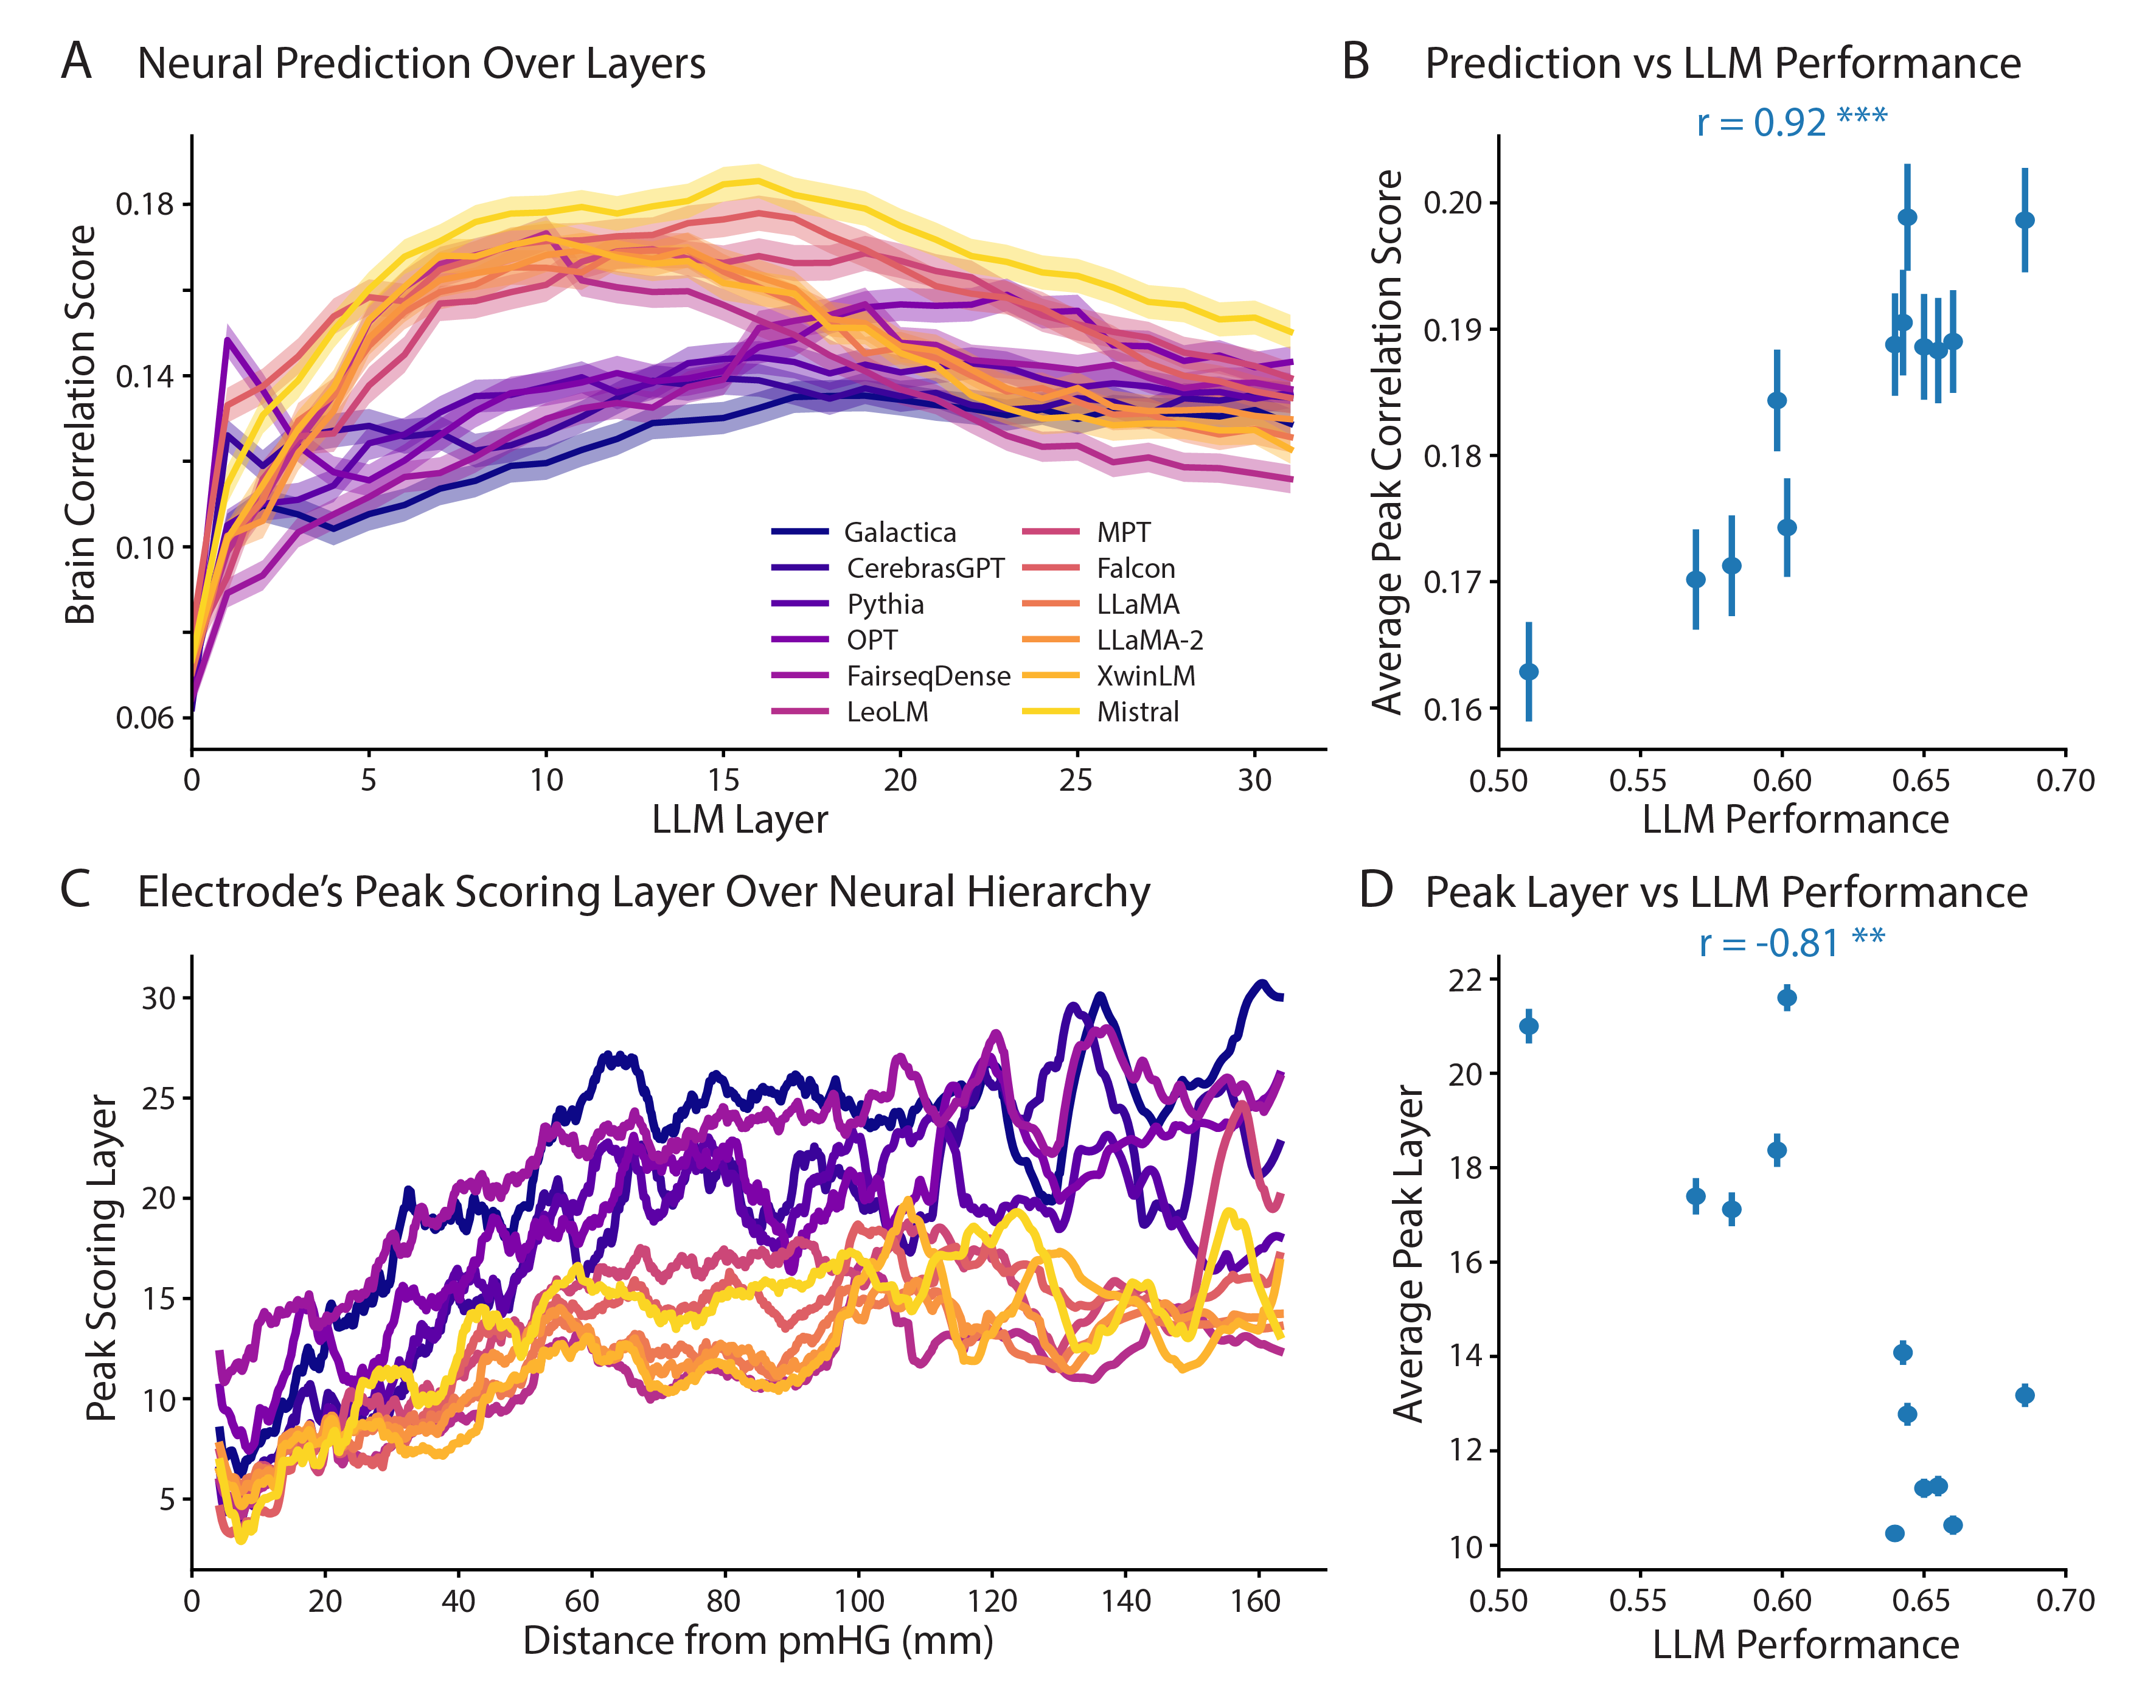 A Neural Prediction Over Layers
Brain Correlation Score
0.18
0.14
0.10
0.06
0 5 10 15 20 25 30
LLM Layer
Galactica
CerebrasGPT
Pythia
OPT
FairseqDense
LeoLM
MPT
Falcon
LLaMA
LLaMA-2
XwinLM
Mistral
B Prediction vs LLM Performance
r = 0.92 ***
Average Peak Correlation Score
0.20
0.19
0.18
0.17
0.16
0.50 0.55 0.60 0.65 0.70
LLM Performance
C Electrode’s Peak Scoring Layer Over Neural Hierarchy
Peak Scoring Layer
30
25
20
15
10
5
0 20 40 60 80 100 120 140 160
Distance from pmHG (mm)
D Peak Layer vs LLM Performance
r = -0.81 **
Average Peak Layer
22
20
18
16
14
12
10
0.50 0.55 0.60 0.65 0.70
LLM Performance